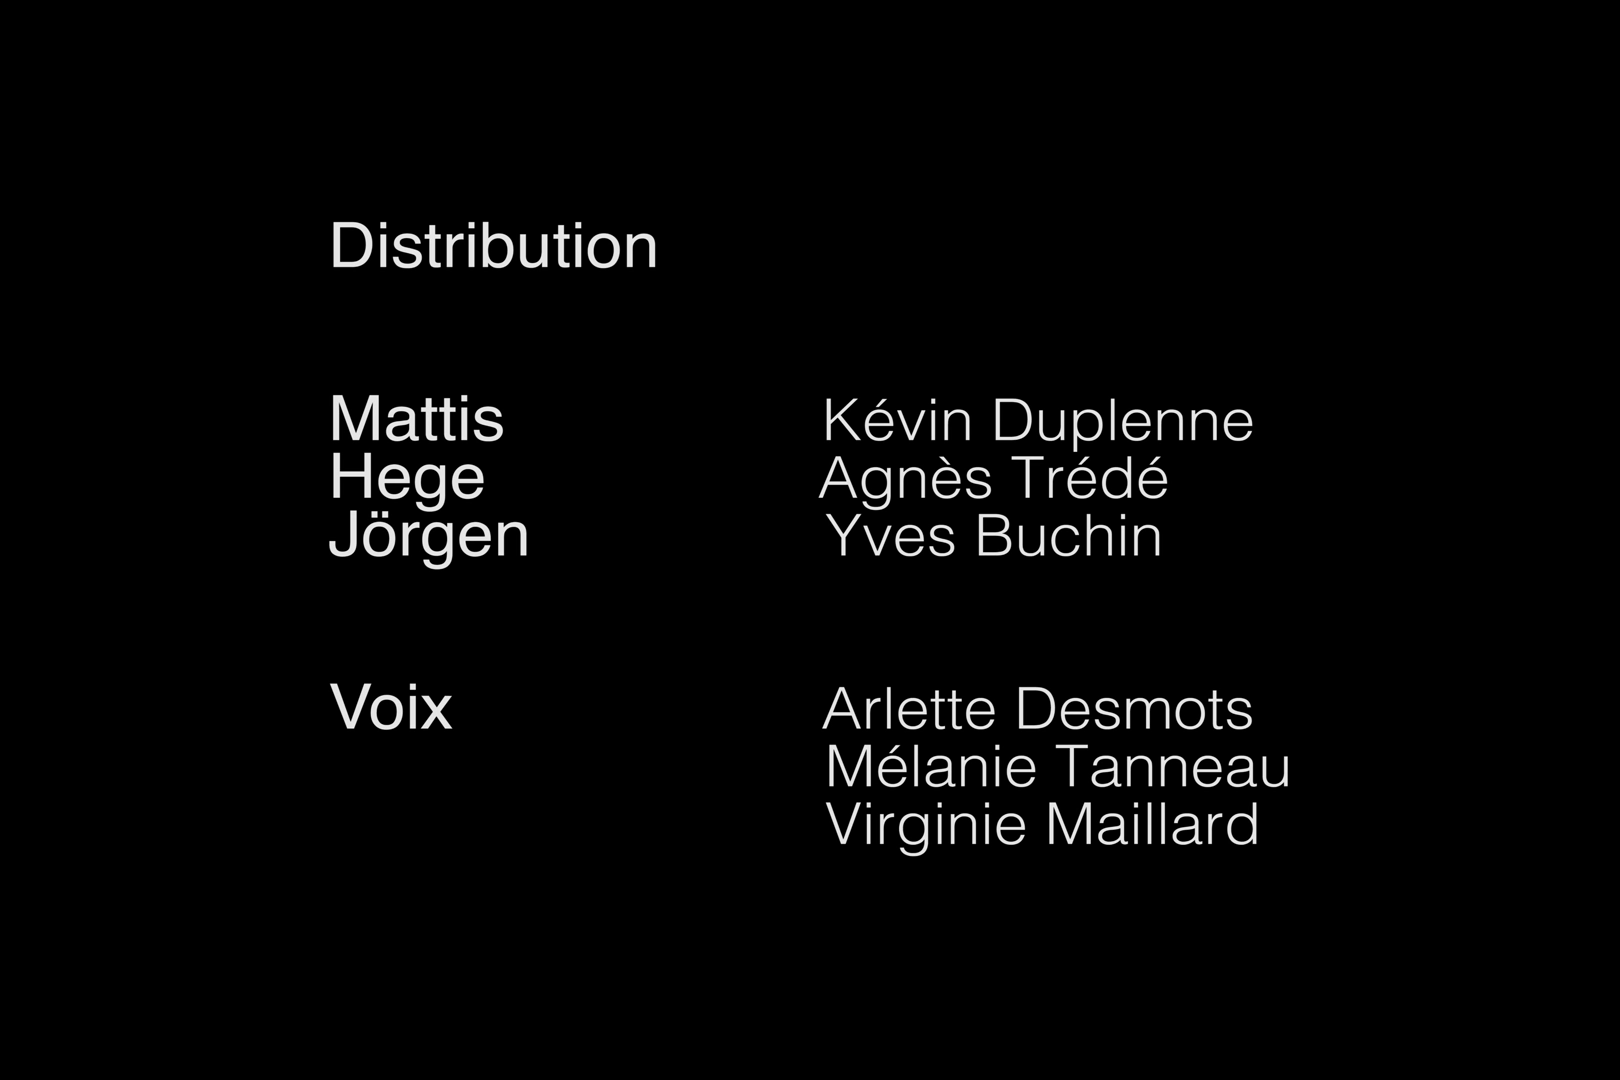 Distribution
Mattis Kévin Duplenne
Hege Agnès Trédé
Jörgen Yves Buchin
Voix Arlette Desmots
Mélanie Tanneau
Virginie Maillard